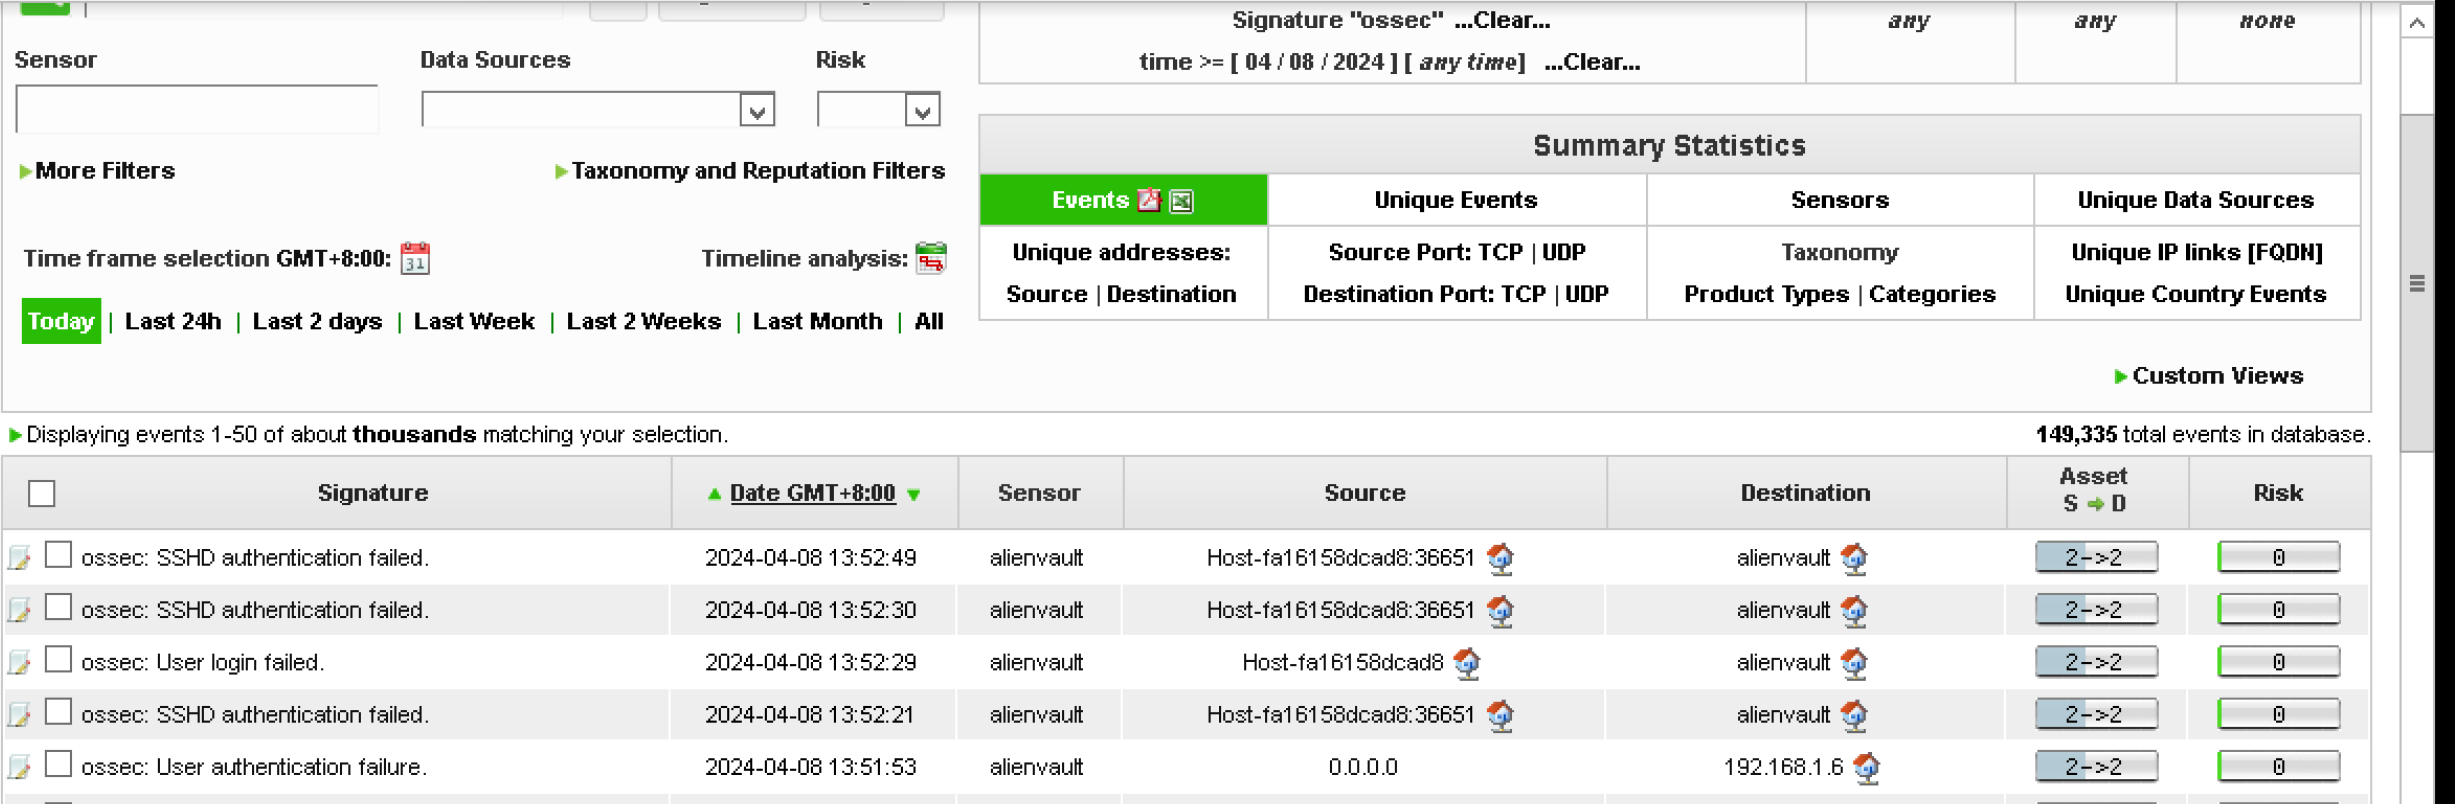 Signature "ossec" ...Clear... any any none
time >= [ 04 / 08 / 2024 ] [ any time] ...Clear...
Sensor Data Sources Risk
More Filters Taxonomy and Reputation Filters
Time frame selection GMT+8:00: 31 Timeline analysis:
Today | Last 24h | Last 2 days | Last Week | Last 2 Weeks | Last Month | All
Summary Statistics
Events Unique Events Sensors Unique Data Sources
Unique addresses: Source Port: TCP | UDP Taxonomy Unique IP links [FQDN]
Source | Destination Destination Port: TCP | UDP Product Types | Categories Unique Country Events
Custom Views
Displaying events 1-50 of about thousands matching your selection. 149,335 total events in database.
Signature Date GMT+8:00 Sensor Source Destination Asset S D Risk
ossec: SSHD authentication failed. 2024-04-08 13:52:49 alienvault Host-fa16158dcad8:36651 alienvault 2->2 0
ossec: SSHD authentication failed. 2024-04-08 13:52:30 alienvault Host-fa16158dcad8:36651 alienvault 2->2 0
ossec: User login failed. 2024-04-08 13:52:29 alienvault Host-fa16158dcad8 alienvault 2->2 0
ossec: SSHD authentication failed. 2024-04-08 13:52:21 alienvault Host-fa16158dcad8:36651 alienvault 2->2 0
ossec: User authentication failure. 2024-04-08 13:51:53 alienvault 0.0.0.0 192.168.1.6 2->2 0